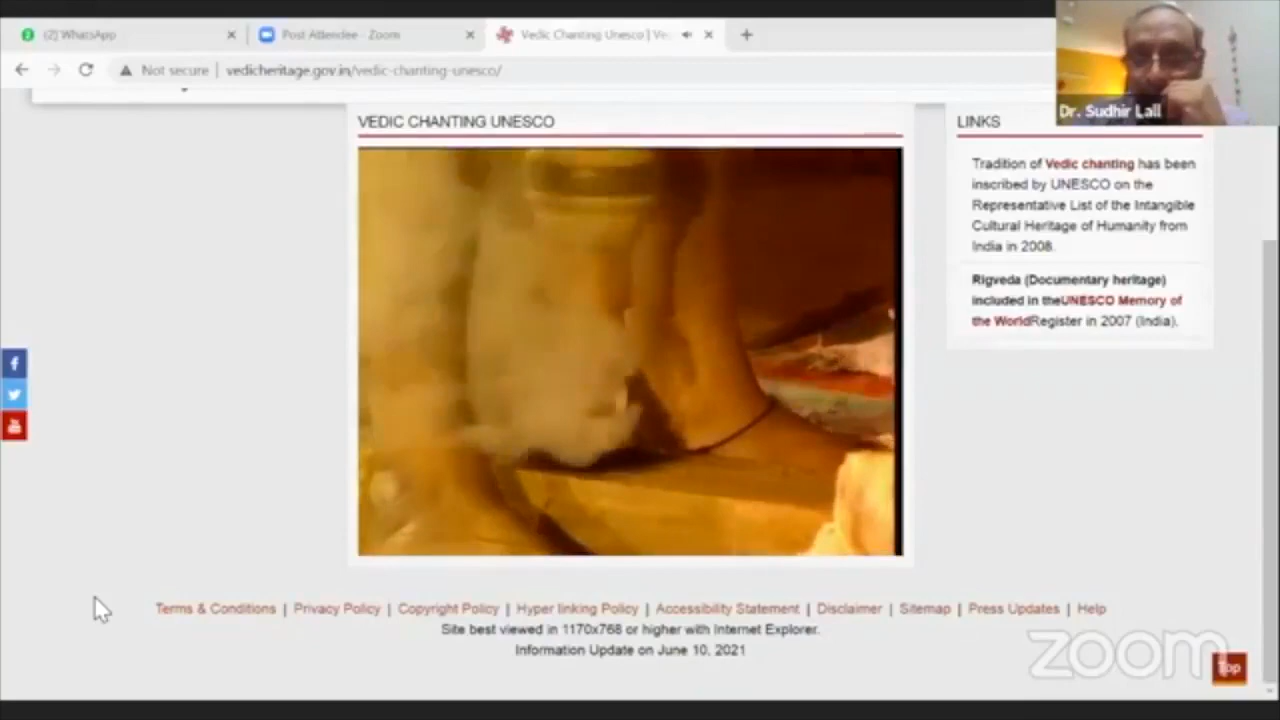 (2) WhatsApp
Post Attendee - Zoom
Vedic Chanting Unesco | Ve
Not secure | vedicheritage.gov.in/vedic-chanting-unesco/
Dr. Sudhir Lall
VEDIC CHANTING UNESCO
LINKS
Tradition of Vedic chanting has been
inscribed by UNESCO on the
Representative List of the Intangible
Cultural Heritage of Humanity from
India in 2008.
Rigveda (Documentary heritage)
included in theUNESCO Memory of
the WorldRegister in 2007 (India).
Terms & Conditions | Privacy Policy | Copyright Policy | Hyper linking Policy | Accessibility Statement | Disclaimer | Sitemap | Press Updates | Help
Site best viewed in 1170x768 or higher with Internet Explorer.
Information Update on June 10, 2021
zoom
Top